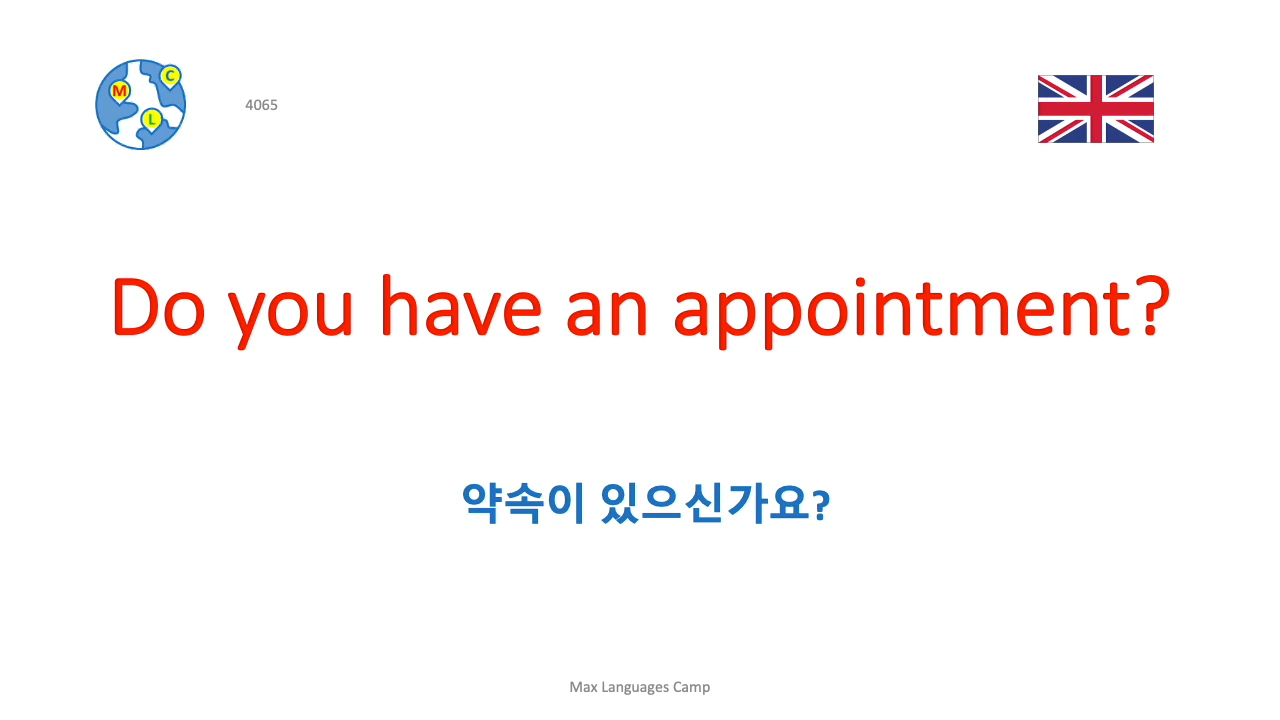 C
M
L
4065
Do you have an appointment?
약속이 있으신가요?
Max Languages Camp